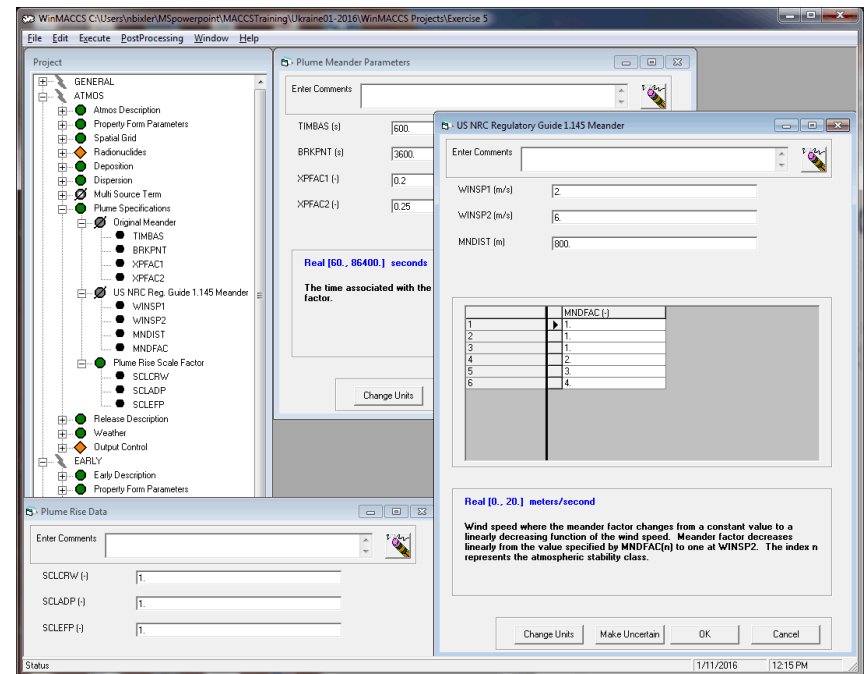 WinMACCS C:\Users\nbixler\MSpowerpoint\MACCSTraining\Ukraine01-2016\WinMACCS Projects\Exercise 5
File Edit Execute PostProcessing Window Help
Project
GENERAL
ATMOS
Atmos Description
Property Form Parameters
Spatial Grid
Radionuclides
Deposition
Dispersion
Multi Source Term
Plume Specifications
Original Meander
TIMBAS
BRKPNT
XPFAC1
XPFAC2
US NRC Reg. Guide 1.145 Meander
WINSP1
WINSP2
MNDIST
MNDFAC
Plume Rise Scale Factor
SCLCRW
SCLADP
SCLEFP
Release Description
Weather
Output Control
EARLY
Early Description
Property Form Parameters
Plume Meander Parameters
Enter Comments
TIMBAS (s) 600.
BRKPNT (s) 3600.
XPFAC1 (-) 0.2
XPFAC2 (-) 0.25
Real [60., 86400.] seconds
The time associated with the
factor.
Change Units
US NRC Regulatory Guide 1.145 Meander
Enter Comments
WINSP1 (m/s) 2.
WINSP2 (m/s) 6.
MNDIST (m) 800.
MNDFAC (-)
1 1.
2 1.
3 1.
4 2.
5 3.
6 4.
Real [0., 20.] meters/second
Wind speed where the meander factor changes from a constant value to a
linearly decreasing function of the wind speed. Meander factor decreases
linearly from the value specified by MNDFAC(n) to one at WINSP2. The index n
represents the atmospheric stability class.
Change Units Make Uncertain OK Cancel
Plume Rise Data
Enter Comments
SCLCRW (-) 1.
SCLADP (-) 1.
SCLEFP (-) 1.
Status 1/11/2016 12:15 PM